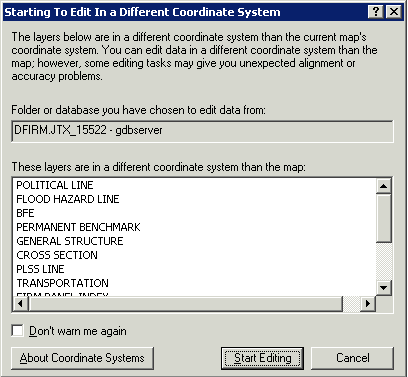 Starting To Edit In a Different Coordinate System
The layers below are in a different coordinate system than the current map's
coordinate system. You can edit data in a different coordinate system than the
map; however, some editing tasks may give you unexpected alignment or
accuracy problems.
Folder or database you have chosen to edit data from:
DFIRM.JTX_15522 - gdbserver
These layers are in a different coordinate system than the map:
POLITICAL LINE
FLOOD HAZARD LINE
BFE
PERMANENT BENCHMARK
GENERAL STRUCTURE
CROSS SECTION
PLSS LINE
TRANSPORTATION
FIRM PANEL INDEX
Don't warn me again
About Coordinate Systems
Start Editing
Cancel